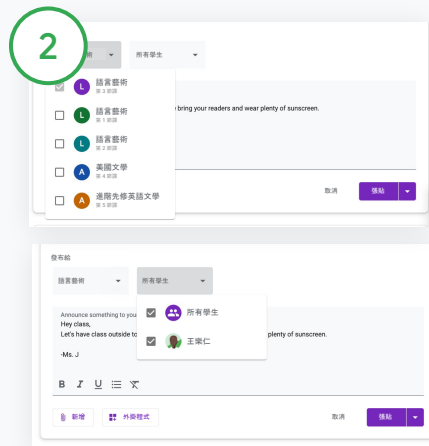 2
術
所有學生
L 語言藝術
第 3 節課
L 語言藝術
第 1 節課
bring your readers and wear plenty of sunscreen.
L 語言藝術
第 2 節課
A 美國文學
第 4 節課
A 進階先修英語文學
第 5 節課
取消
張貼
發布給
語言藝術
所有學生
Announce something to you
所有學生
Hey class,
Let's have class outside to
plenty of sunscreen.
王樂仁
-Ms. J
B I U
新增
外掛程式
取消
張貼